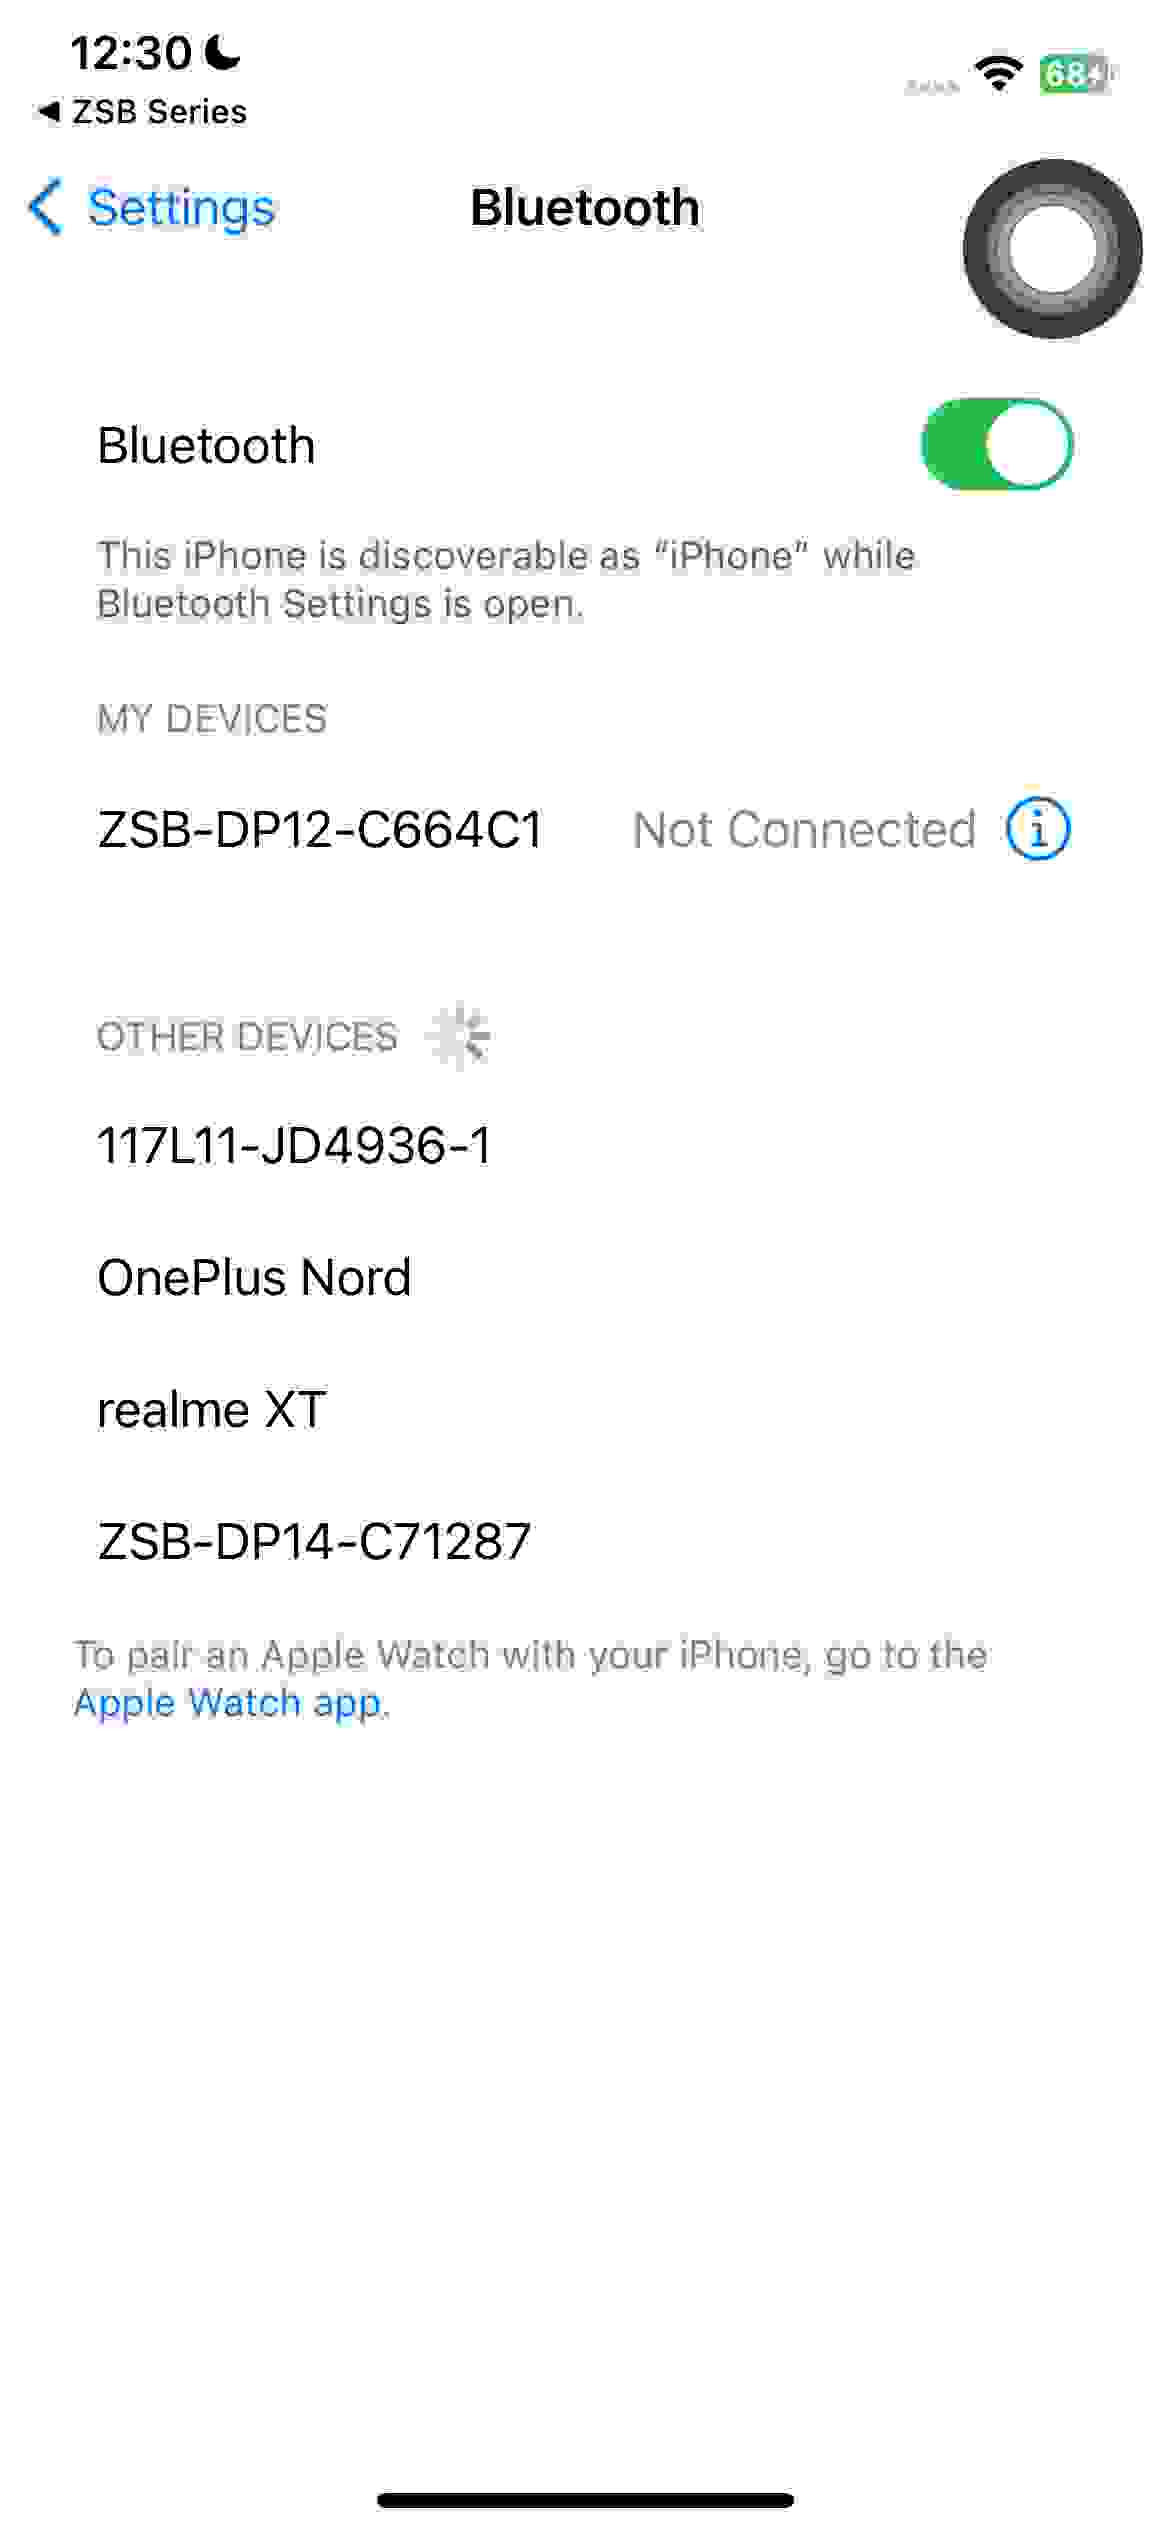 12:30
◀ ZSB Series
68
Settings
Bluetooth
Bluetooth
This iPhone is discoverable as “iPhone” while
Bluetooth Settings is open.
MY DEVICES
ZSB-DP12-C664C1 Not Connected
OTHER DEVICES
117L11-JD4936-1
OnePlus Nord
realme XT
ZSB-DP14-C71287
To pair an Apple Watch with your iPhone, go to the
Apple Watch app.